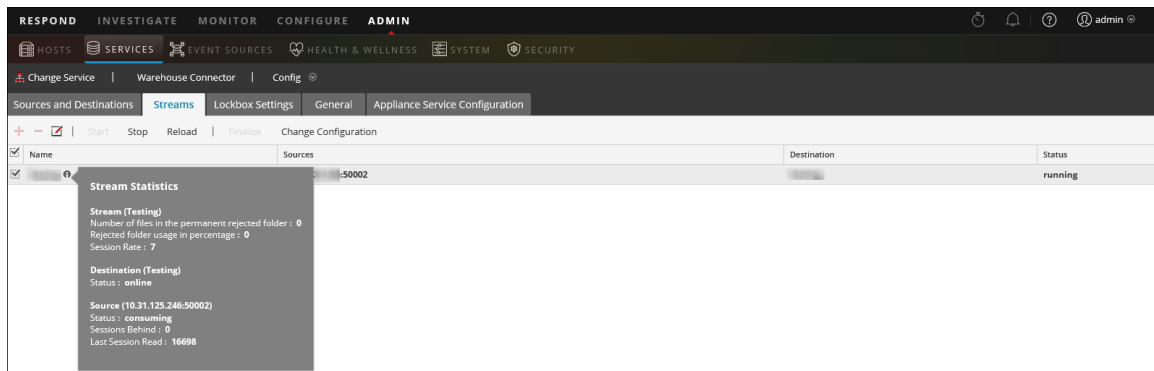 RESPOND INVESTIGATE MONITOR CONFIGURE ADMIN admin
HOSTS SERVICES EVENT SOURCES HEALTH & WELLNESS SYSTEM SECURITY
Change Service | Warehouse Connector | Config
Sources and Destinations Streams Lockbox Settings General Appliance Service Configuration
Start Stop Reload | Finalize Change Configuration
Name Sources Destination Status
:50002 running
Stream Statistics
Stream (Testing)
Number of files in the permanent rejected folder : 0
Rejected folder usage in percentage : 0
Session Rate : 7
Destination (Testing)
Status : online
Source (10.31.125.246:50002)
Status : consuming
Sessions Behind : 0
Last Session Read : 16698